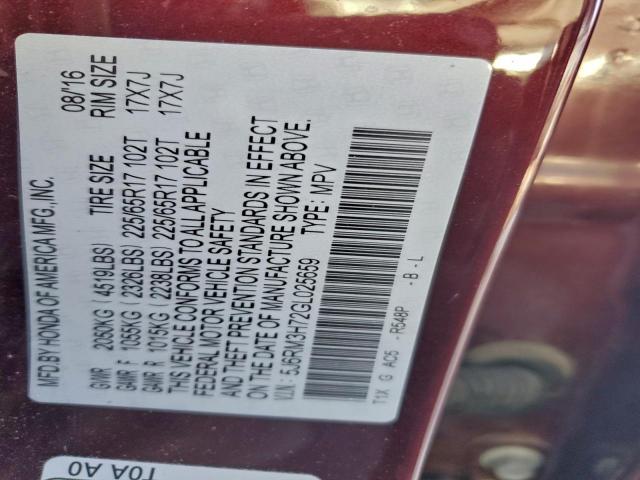 MFD.BY HONDA OF AMERICA MFG.,INC. 08/16
TIRE SIZE RIM SIZE
GVWR 2050KG ( 4519LBS)
GAWR F 1055KG ( 2326LBS) 225/65R17 102T 17X7J
GAWR R 1015KG ( 2238LBS) 225/65R17 102T 17X7J
THIS VEHICLE CONFORMS TO ALL APPLICABLE
FEDERAL MOTOR VEHICLE SAFETY
AND THEFT PREVENTION STANDARDS IN EFFECT
ON THE DATE OF MANUFACTURE SHOWN ABOVE.
V.I.N.: 5J6RM3H72GL025659 TYPE: MPV
T1X G AC5 - R548P - B - L
TOA A0